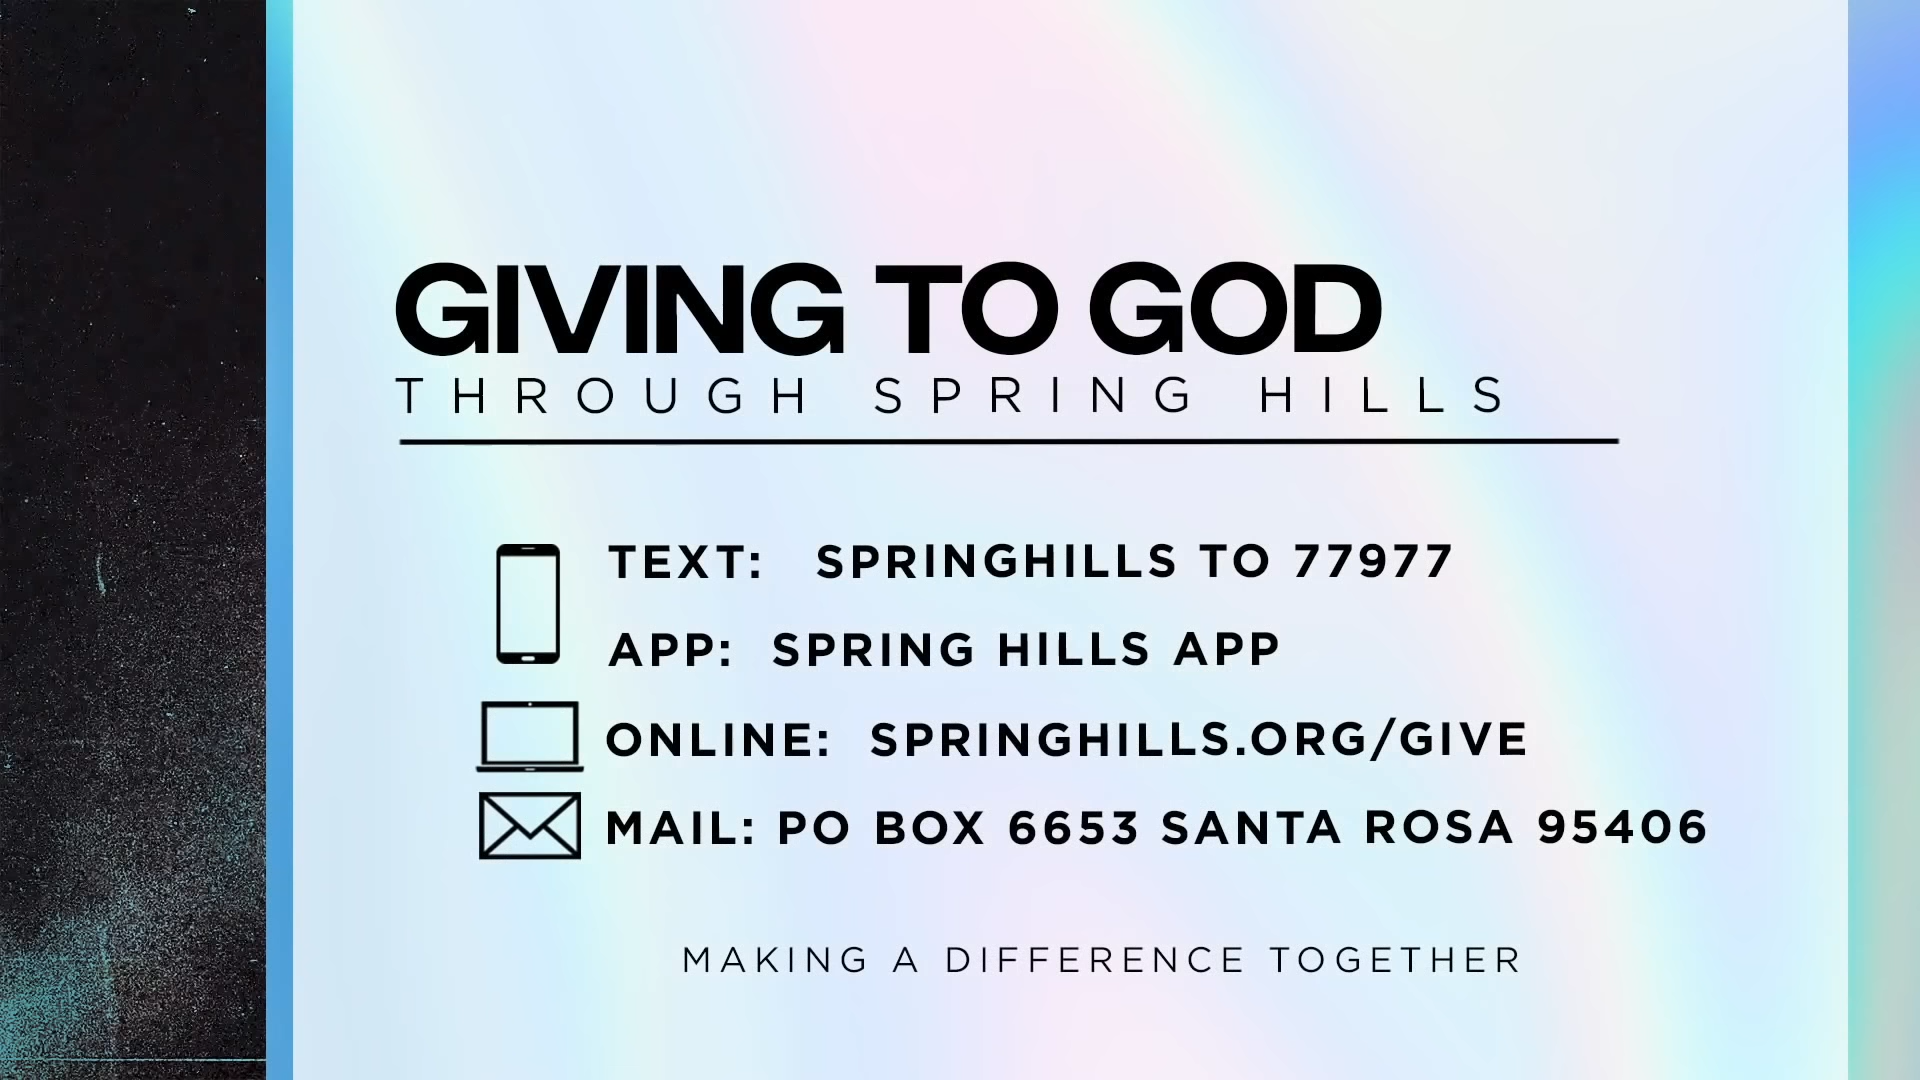 GIVING TO GOD
THROUGH SPRING HILLS
TEXT: SPRINGHILLS TO 77977
APP: SPRING HILLS APP
ONLINE: SPRINGHILLS.ORG/GIVE
MAIL: PO BOX 6653 SANTA ROSA 95406
MAKING A DIFFERENCE TOGETHER